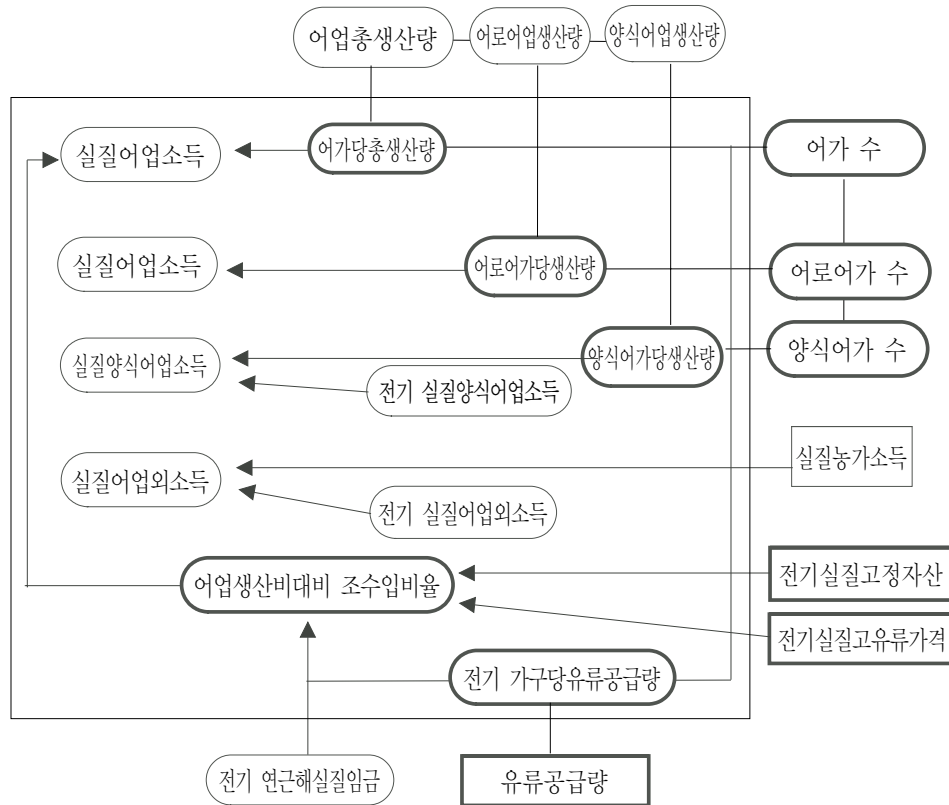 어업총생산량
어로어업생산량
양식어업생산량
실질어업소득
어가당총생산량
어가 수
실질어업소득
어로어가당생산량
어로어가 수
실질양식어업소득
양식어가당생산량
양식어가 수
전기 실질양식어업소득
실질어업외소득
실질농가소득
전기 실질어업외소득
어업생산비대비 조수입비율
전기실질고정자산
전기실질고유류가격
전기 가구당유류공급량
전기 연근해실질임금
유류공급량